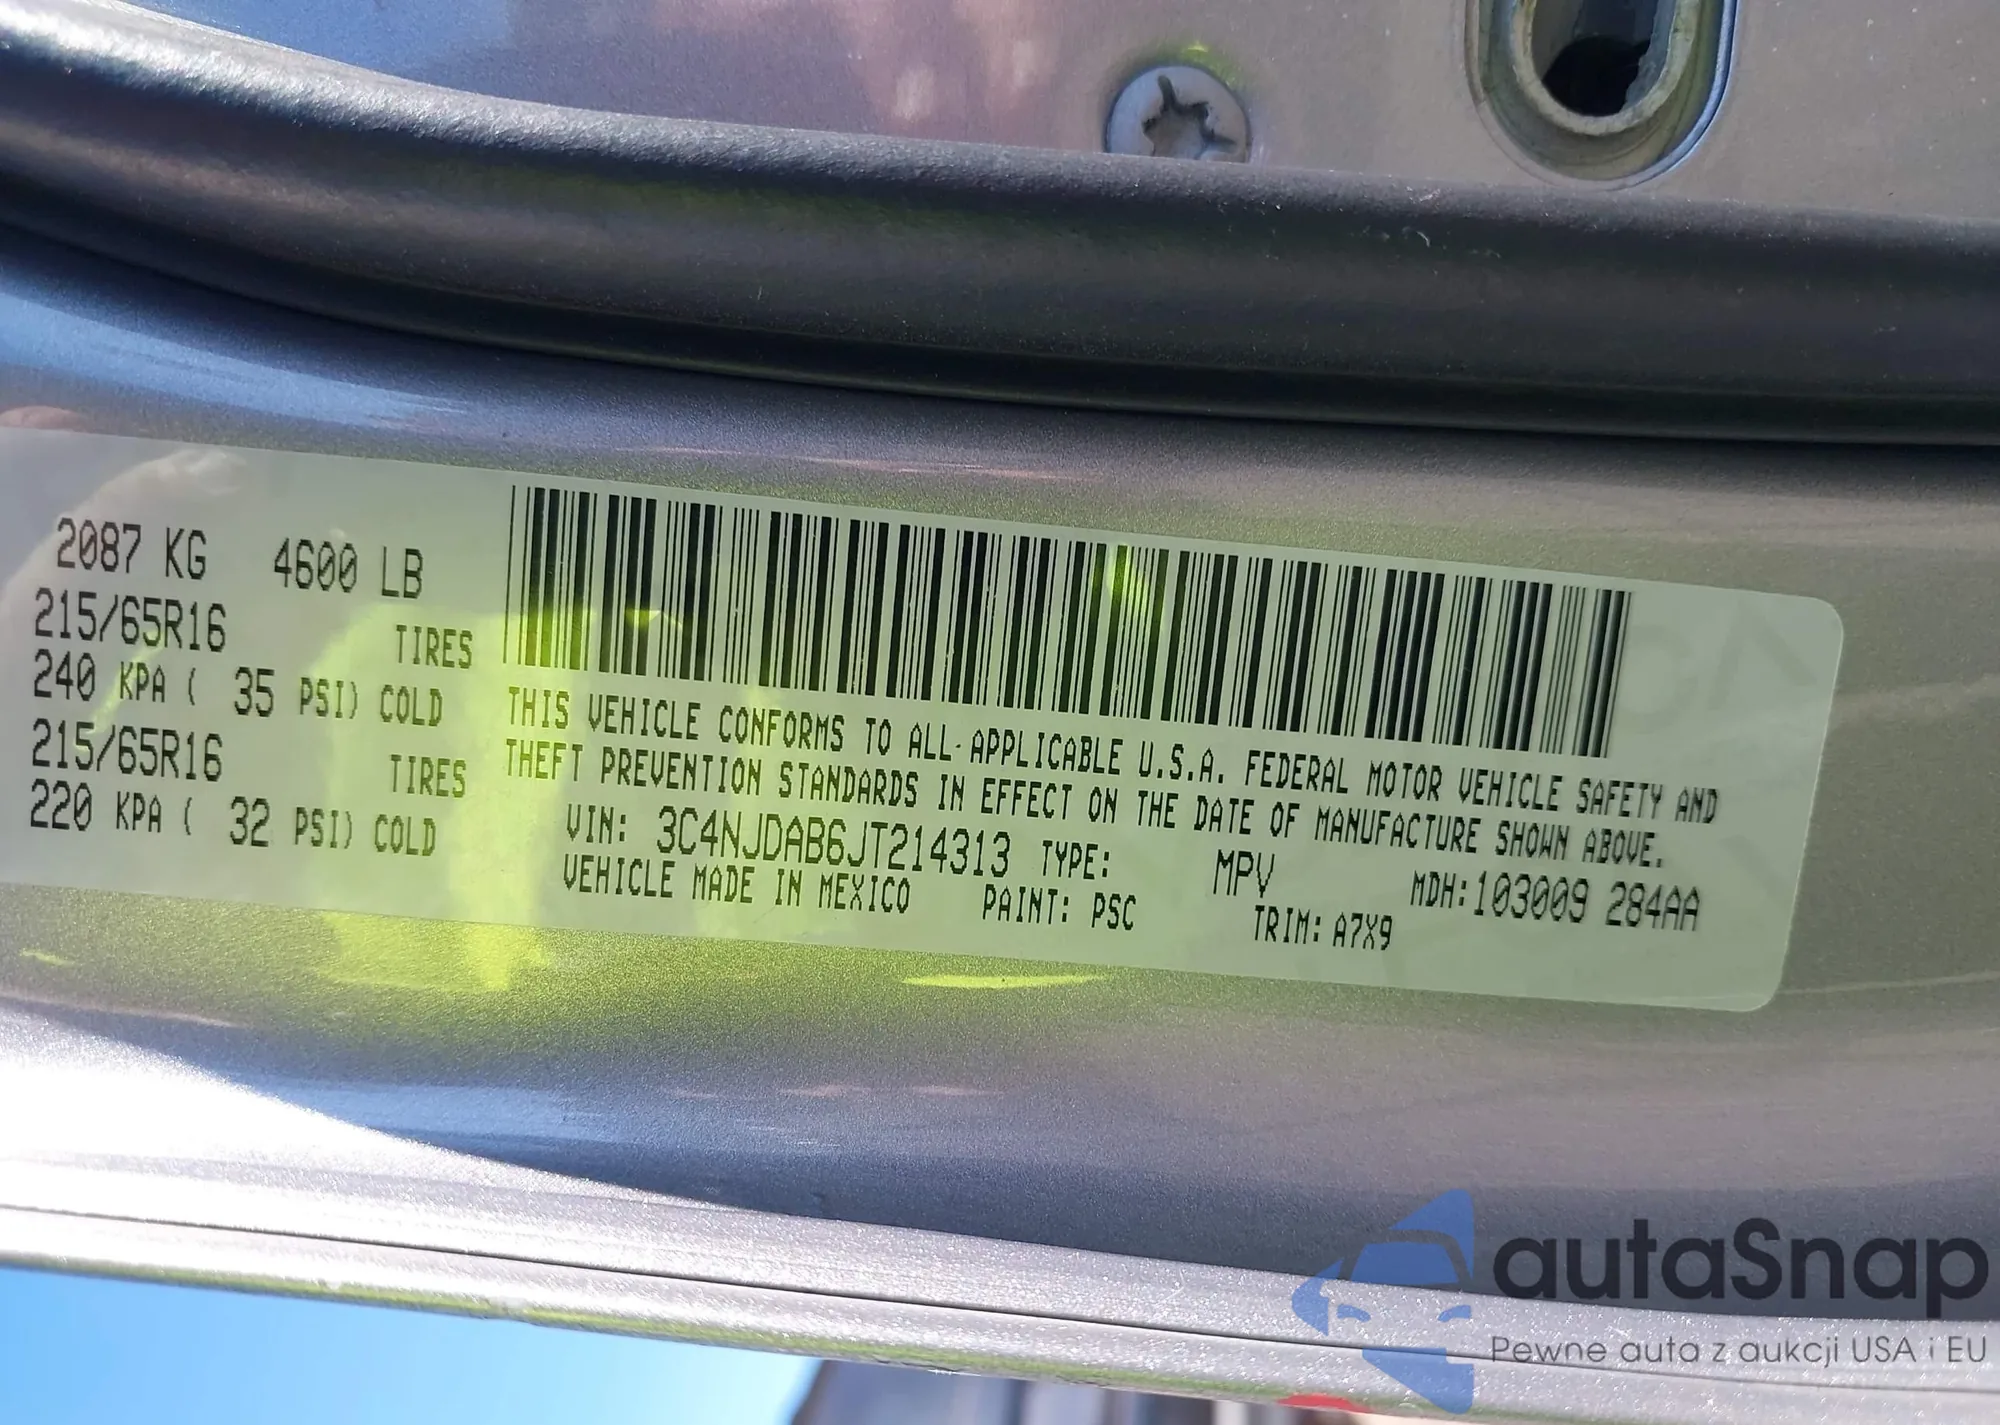 2087 KG 4600 LB
215/65R16 TIRES
240 KPA ( 35 PSI) COLD
215/65R16 TIRES
220 KPA ( 32 PSI) COLD
THIS VEHICLE CONFORMS TO ALL APPLICABLE U.S.A. FEDERAL MOTOR VEHICLE SAFETY AND
THEFT PREVENTION STANDARDS IN EFFECT ON THE DATE OF MANUFACTURE SHOWN ABOVE.
VIN: 3C4NJDAB6JT214313 TYPE: MPV MDH:103009 284AA
VEHICLE MADE IN MEXICO PAINT: PSC TRIM: A7X9
autaSnap
Pewne auta z aukcji USA i EU